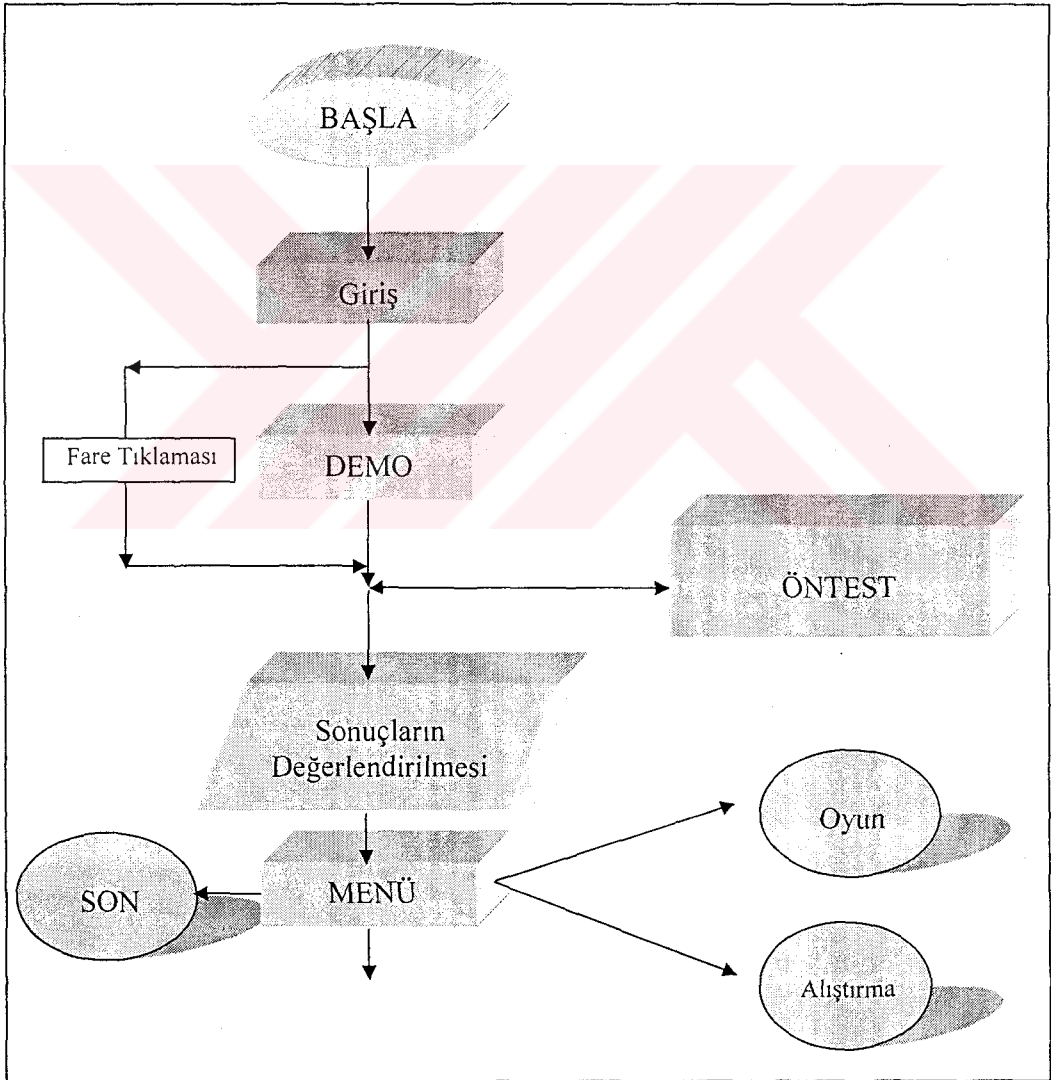 BAŞLA
Giriş
Fare Tıklaması
DEMO
ÖNTEST
Sonuçların
Değerlendirilmesi
Oyun
SON
MENÜ
Alıştırma